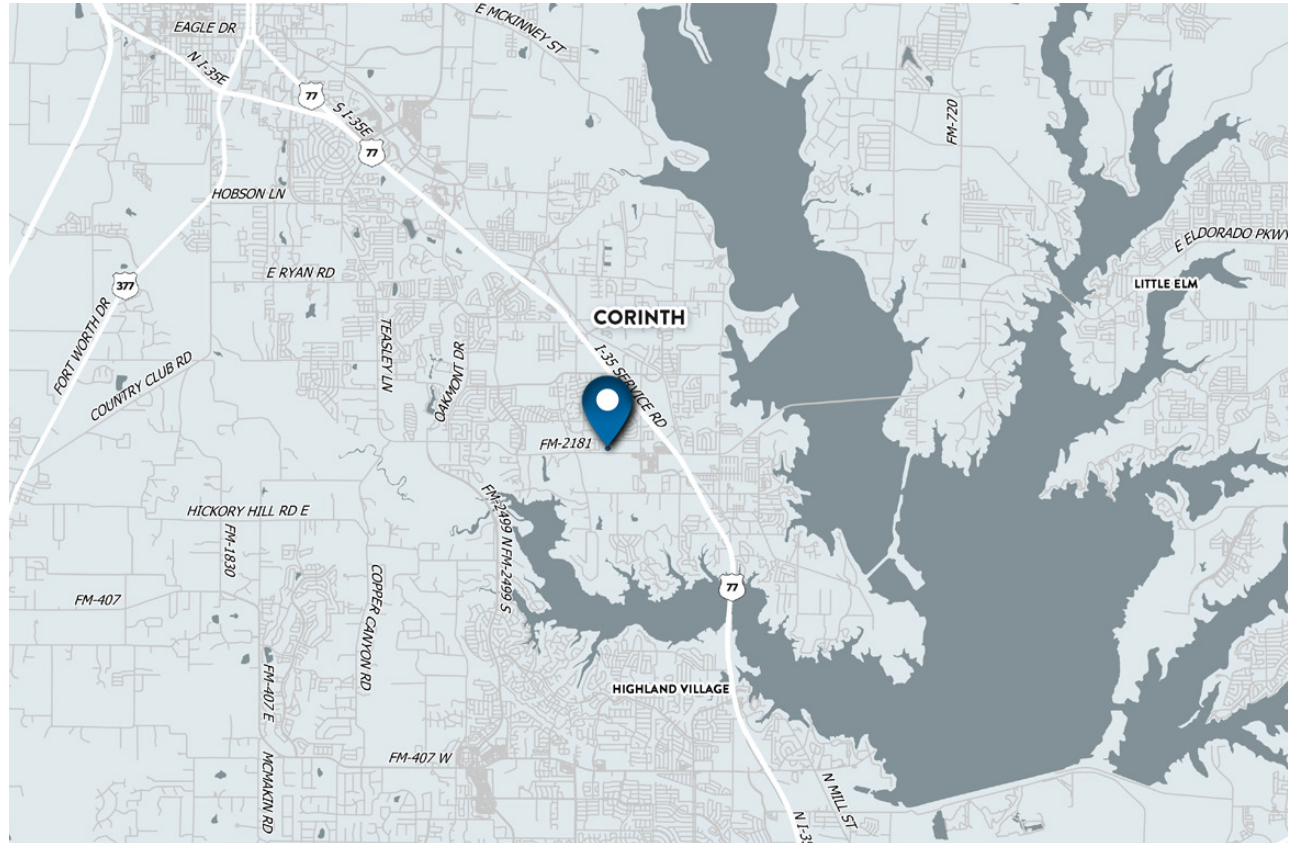 E MCKINNEY ST
EAGLE DR
N I-35E
77
S I-35E
77
FM-720
HOBSON LN
E ELDORADO PKWY
E RYAN RD
377
LITTLE ELM
FORT WORTH DR
TEASLEY LN
CORINTH
OAKMONT DR
I-35 SERVICE RD
COUNTRY CLUB RD
FM-2181
HICKORY HILL RD E
FM-1830
FM-2499 N
FM-2499 S
COPPER CANYON RD
77
FM-407
HIGHLAND VILLAGE
FM-407 E
FM-407 W
MCMAKIN RD
N MILL ST
N I-35